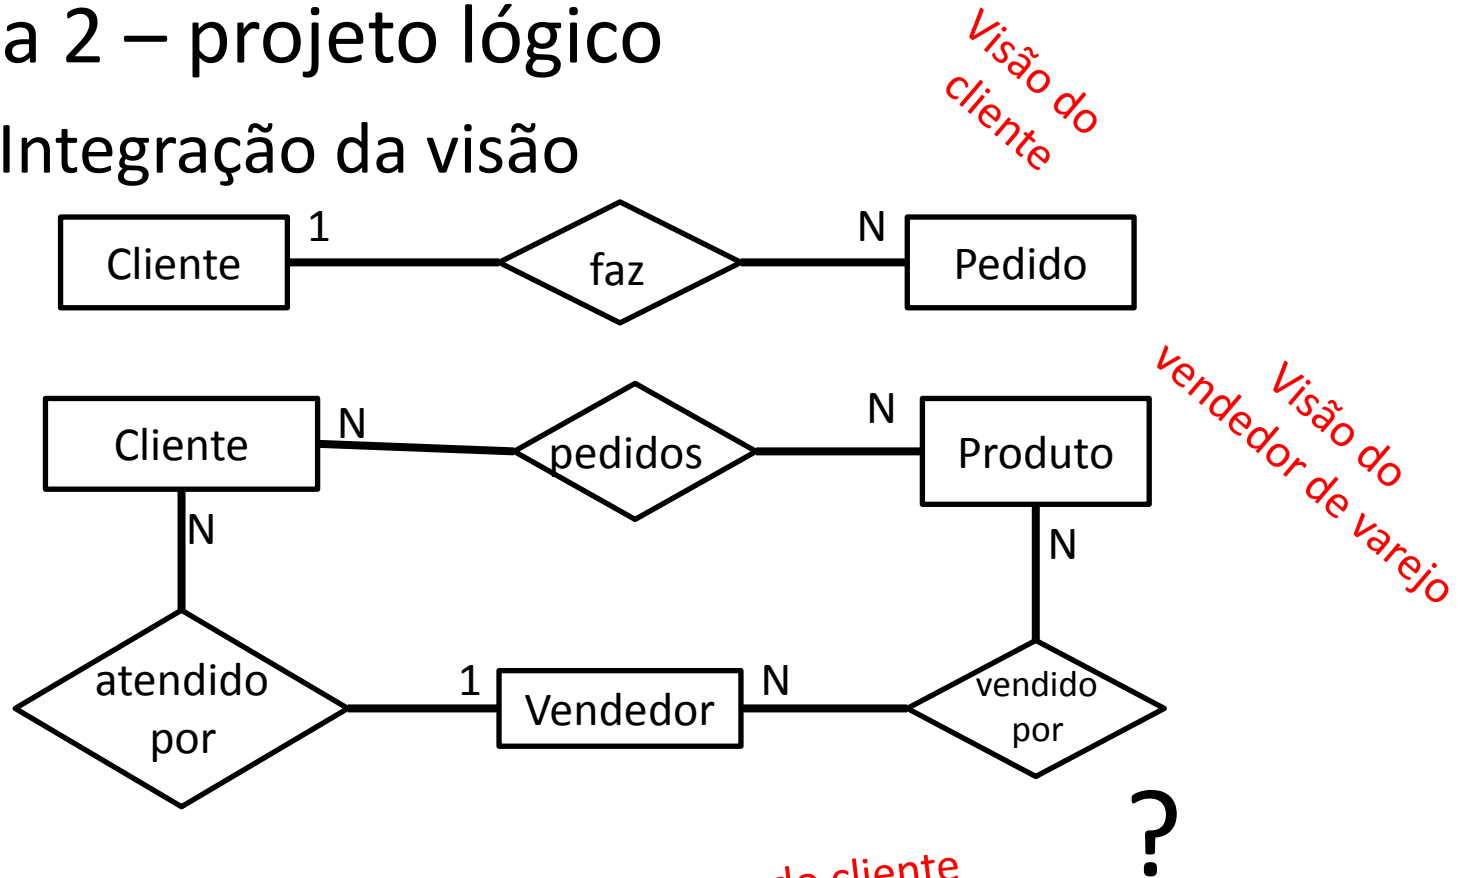 a 2 – projeto lógico
Integração da visão
Visão do
cliente
1
N
Cliente
faz
Pedido
Visão do
vendedor de varejo
N
N
Cliente
pedidos
Produto
N
N
atendido
por
1
Vendedor
N
vendido
por
?
cliente